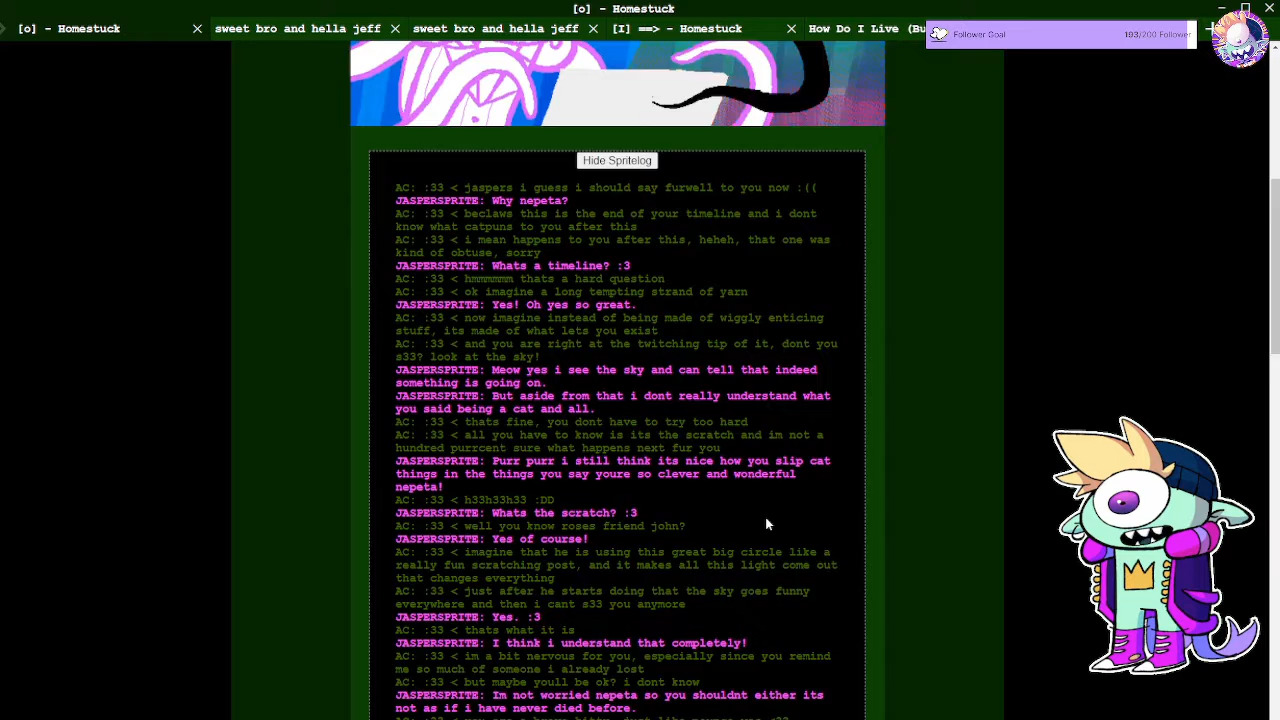 [o] - Homestuck
[o] - Homestuck
sweet bro and hella jeff
sweet bro and hella jeff
[I] ==> - Homestuck
How Do I Live (Bu
Follower Goal
193/200 Follower
Hide Spritelog
AC: :33 < jaspers i guess i should say furwell to you now :((
JASPERSPRITE: Why nepeta?
AC: :33 < beclaws this is the end of your timeline and i dont
know what catpuns to you after this
AC: :33 < i mean happens to you after this, heheh, that one was
kind of obtuse, sorry
JASPERSPRITE: Whats a timeline? :3
AC: :33 < hmmmmmm thats a hard question
AC: :33 < ok imagine a long tempting strand of yarn
JASPERSPRITE: Yes! Oh yes so great.
AC: :33 < now imagine instead of being made of wiggly enticing
stuff, its made of what lets you exist
AC: :33 < and you are right at the twitching tip of it, dont you
s33? look at the sky!
JASPERSPRITE: Meow yes i see the sky and can tell that indeed
something is going on.
JASPERSPRITE: But aside from that i dont really understand what
you said being a cat and all.
AC: :33 < thats fine, you dont have to try too hard
AC: :33 < all you have to know is its the scratch and im not a
hundred purrcent sure what happens next fur you
JASPERSPRITE: Purr purr i still think its nice how you slip cat
things in the things you say youre so clever and wonderful
nepeta!
AC: :33 < h33h33h33 :DD
JASPERSPRITE: Whats the scratch? :3
AC: :33 < well you know roses friend john?
JASPERSPRITE: Yes of course!
AC: :33 < imagine that he is using this great big circle like a
really fun scratching post, and it makes all this light come out
that changes everything
AC: :33 < just after he starts doing that the sky goes funny
everywhere and then i cant s33 you anymore
JASPERSPRITE: Yes. :3
AC: :33 < thats what it is
JASPERSPRITE: I think i understand that completely!
AC: :33 < im a bit nervous for you, especially since you remind
me so much of someone i already lost
AC: :33 < but maybe youll be ok? i dont know
JASPERSPRITE: Im not worried nepeta so you shouldnt either its
not as if i have never died before.